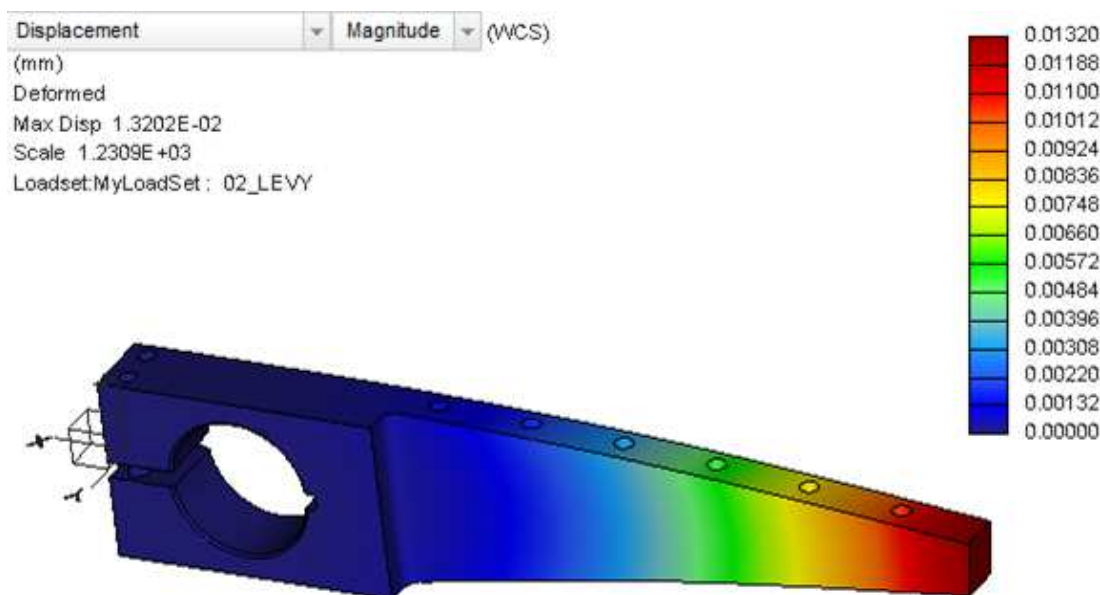 Displacement Magnitude (WCS)
(mm)
Deformed
Max Disp 1.3202E-02
Scale 1.2309E+03
Loadset:MyLoadSet : 02_LEVY
0.01320
0.01188
0.01100
0.01012
0.00924
0.00836
0.00748
0.00660
0.00572
0.00484
0.00396
0.00308
0.00220
0.00132
0.00000